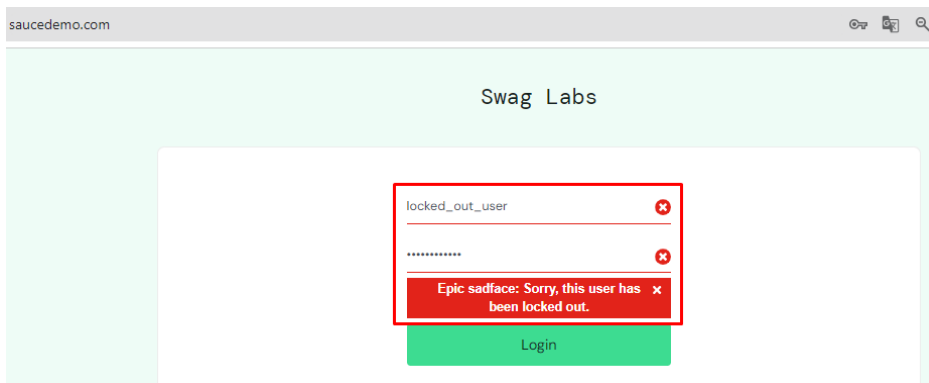 saucedemo.com
Swag Labs
locked_out_user
••••••••••••
Epic sadface: Sorry, this user has
been locked out.
Login